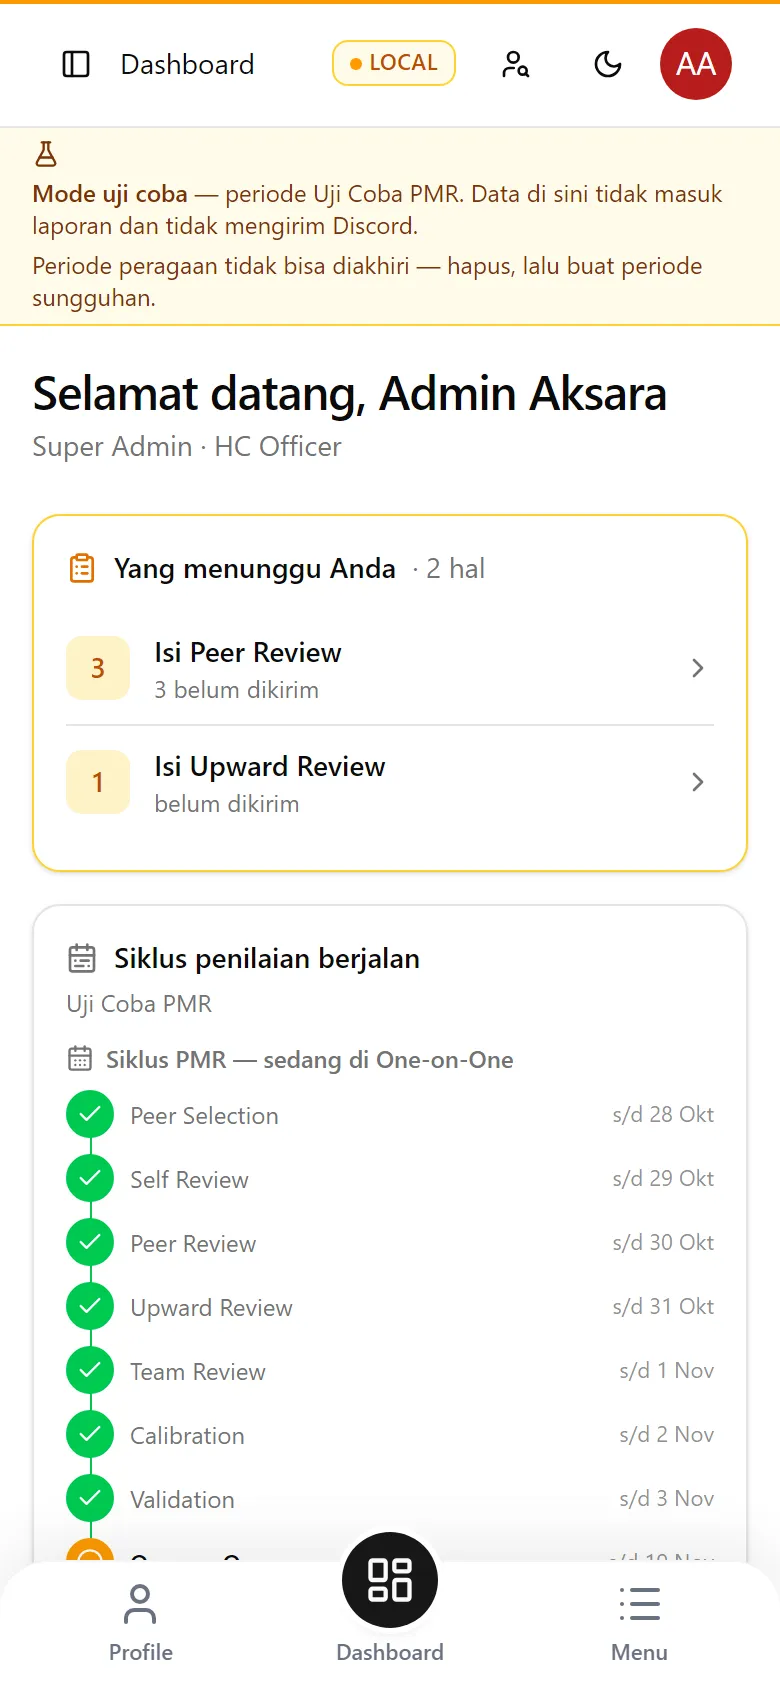 Dashboard
LOCAL
AA
Mode uji coba — periode Uji Coba PMR. Data di sini tidak masuk
laporan dan tidak mengirim Discord.
Periode peragaan tidak bisa diakhiri — hapus, lalu buat periode
sungguhan.
Selamat datang, Admin Aksara
Super Admin · HC Officer
Yang menunggu Anda · 2 hal
3
Isi Peer Review
3 belum dikirim
1
Isi Upward Review
belum dikirim
Siklus penilaian berjalan
Uji Coba PMR
Siklus PMR — sedang di One-on-One
Peer Selection s/d 28 Okt
Self Review s/d 29 Okt
Peer Review s/d 30 Okt
Upward Review s/d 31 Okt
Team Review s/d 1 Nov
Calibration s/d 2 Nov
Validation s/d 3 Nov
Profile
Dashboard
Menu